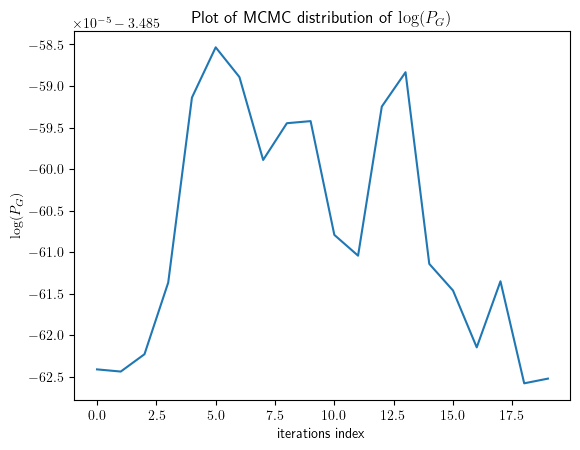 Plot of MCMC distribution of log(P_G)
×10⁻⁵ − 3.485
−58.5
−59.0
−59.5
−60.0
−60.5
−61.0
−61.5
−62.0
−62.5
log(P_G)
0.0 2.5 5.0 7.5 10.0 12.5 15.0 17.5
iterations index